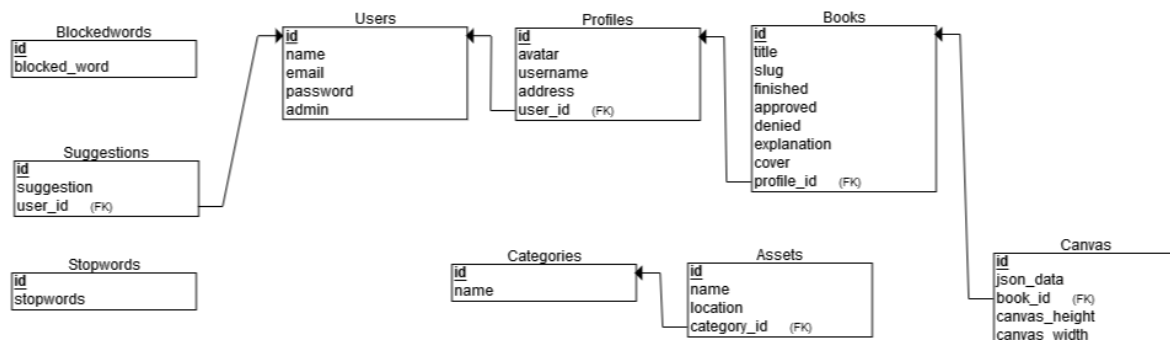 Blockedwords
id
blocked_word
Users
id
name
email
password
admin
Profiles
id
avatar
username
address
user_id (FK)
Books
id
title
slug
finished
approved
denied
explanation
cover
profile_id (FK)
Suggestions
id
suggestion
user_id (FK)
Stopwords
id
stopwords
Categories
id
name
Assets
id
name
location
category_id (FK)
Canvas
id
json_data
book_id (FK)
canvas_height
canvas_width